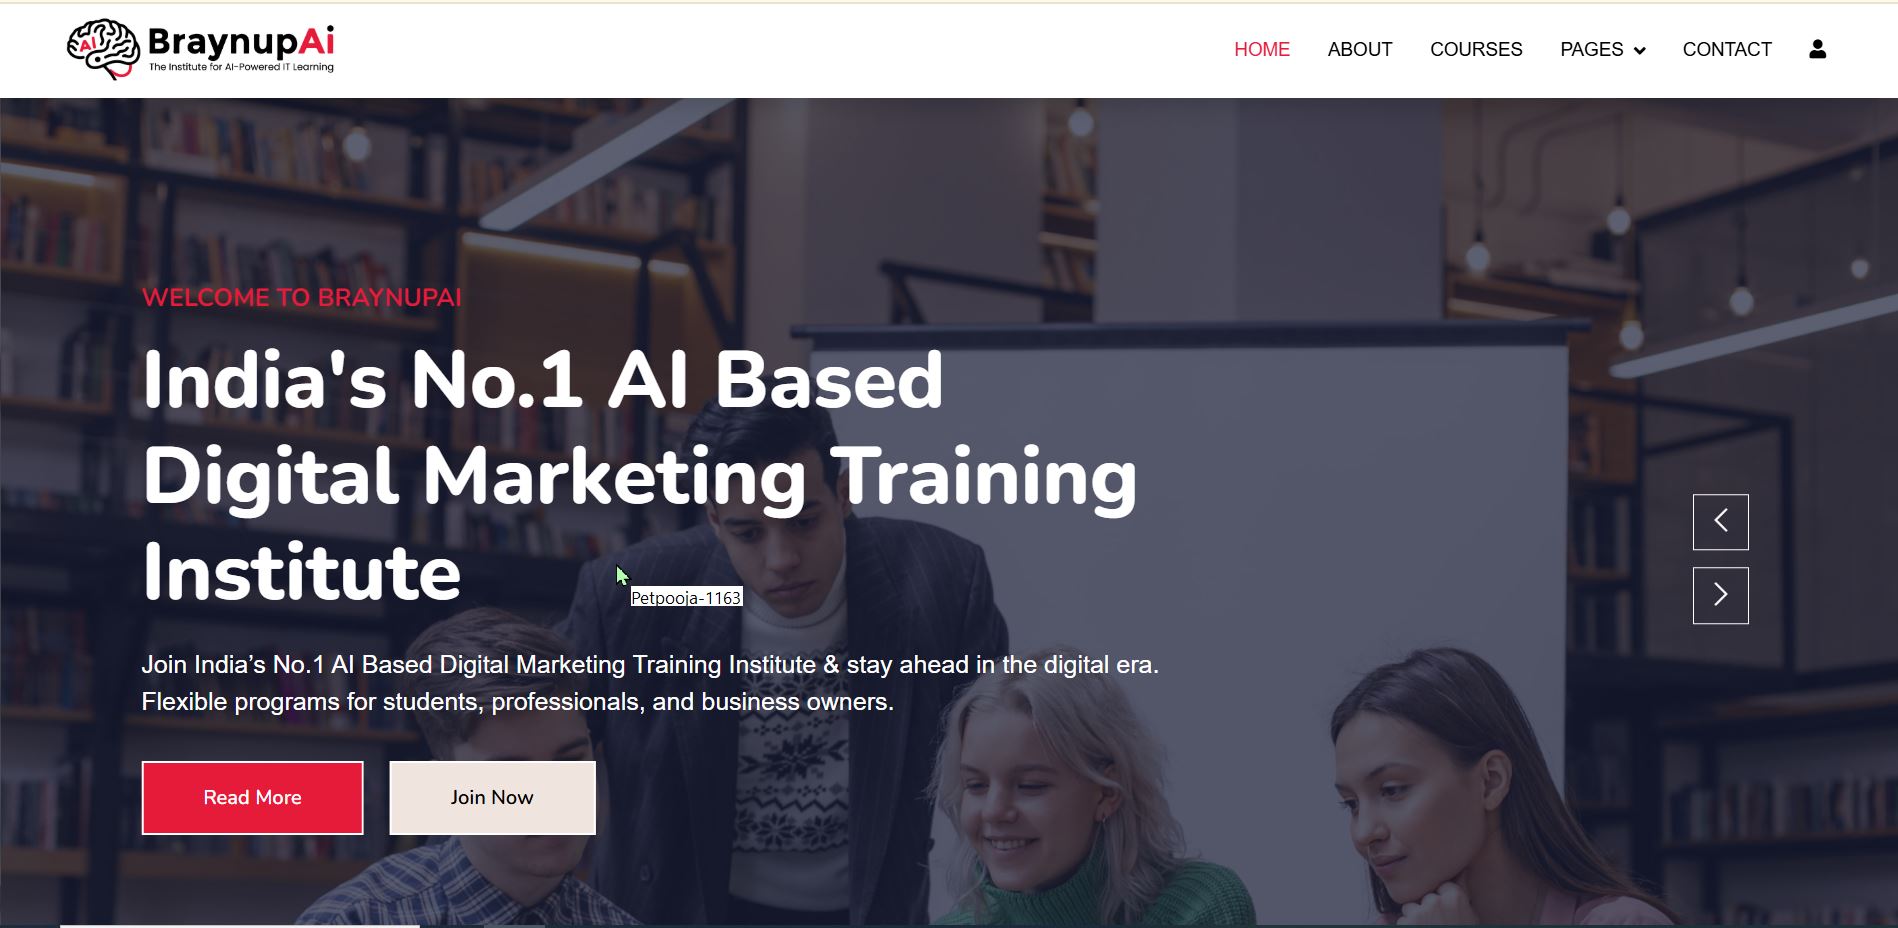 AI
BraynupAi
The Institute for AI-Powered IT Learning
HOME
ABOUT
COURSES
PAGES
CONTACT
WELCOME TO BRAYNUPAI
India's No.1 AI Based
Digital Marketing Training
Institute
Petpooja-1163
Join India’s No.1 AI Based Digital Marketing Training Institute & stay ahead in the digital era.
Flexible programs for students, professionals, and business owners.
Read More
Join Now